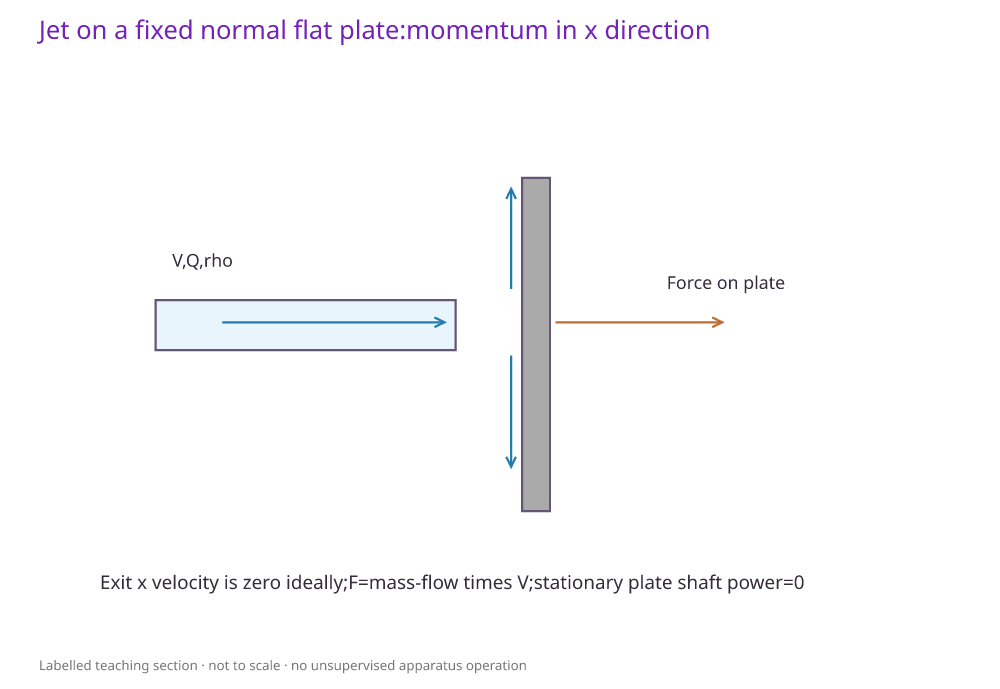 Jet on a fixed normal flat plate:momentum in x direction
V,Q,rho
Force on plate
Exit x velocity is zero ideally;F=mass-flow times V;stationary plate shaft power=0
Labelled teaching section · not to scale · no unsupervised apparatus operation